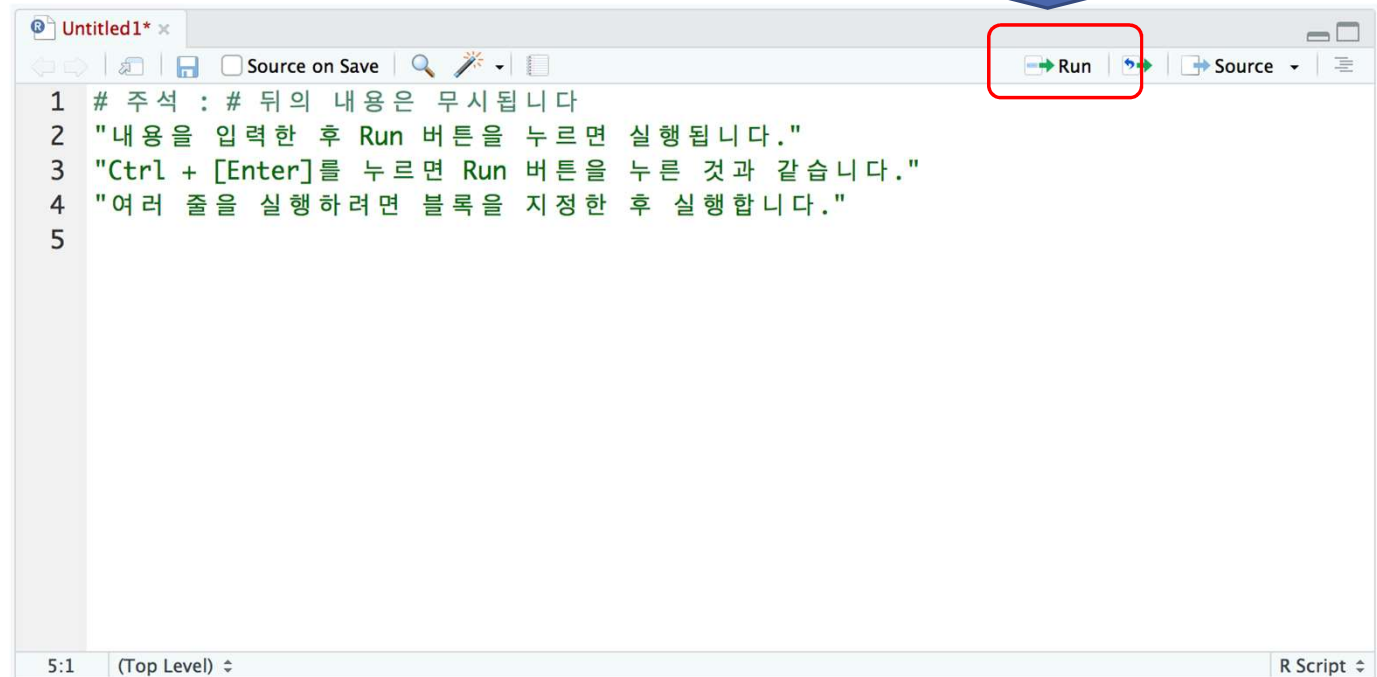 Untitled1*
Source on Save
Run
Source
1 # 주석 : # 뒤의 내용은 무시됩니다
2 "내용을 입력한 후 Run 버튼을 누르면 실행됩니다."
3 "Ctrl + [Enter]를 누르면 Run 버튼을 누른 것과 같습니다."
4 "여러 줄을 실행하려면 블록을 지정한 후 실행합니다."
5
5:1 (Top Level) R Script